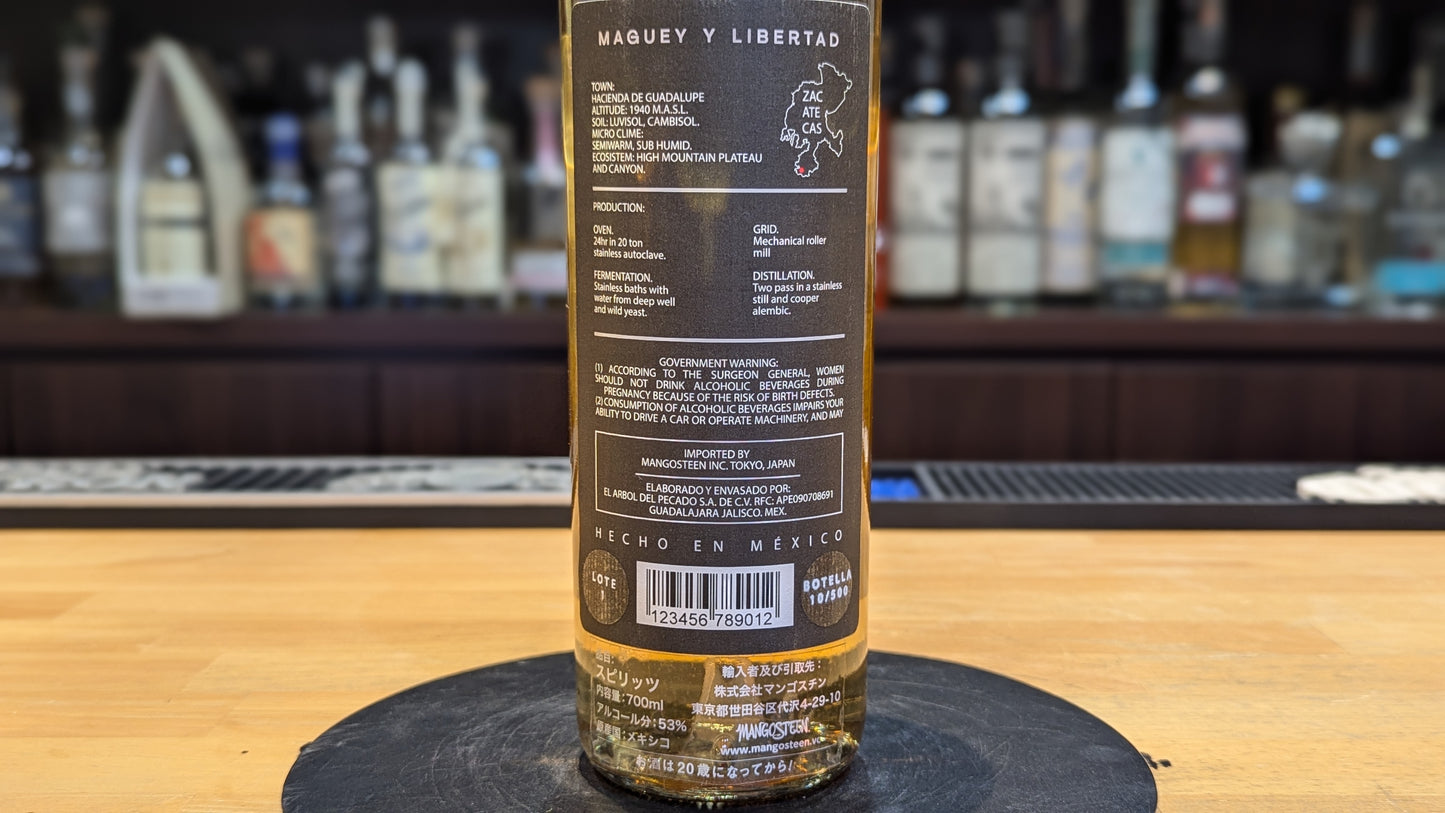 MAGUEY Y LIBERTAD
TOWN:
HACIENDA DE GUADALUPE
ALTITUDE: 1940 M.A.S.L.
SOIL: LUVISOL, CAMBISOL.
MICRO CLIME:
SEMIWARM, SUB HUMID.
ECOSISTEM: HIGH MOUNTAIN PLATEAU
AND CANYON.
ZAC
ATE
CAS
PRODUCTION:
OVEN.
24hr in 20 ton
stainless autoclave.
GRID.
Mechanical roller
mill
FERMENTATION.
Stainless baths with
water from deep well
and wild yeast.
DISTILLATION.
Two pass in a stainless
still and cooper
alembic.
GOVERNMENT WARNING:
(1) ACCORDING TO THE SURGEON GENERAL, WOMEN
SHOULD NOT DRINK ALCOHOLIC BEVERAGES DURING
PREGNANCY BECAUSE OF THE RISK OF BIRTH DEFECTS.
(2) CONSUMPTION OF ALCOHOLIC BEVERAGES IMPAIRS YOUR
ABILITY TO DRIVE A CAR OR OPERATE MACHINERY, AND MAY
IMPORTED BY
MANGOSTEEN INC. TOKYO, JAPAN
ELABORADO Y ENVASADO POR:
EL ARBOL DEL PECADO S.A. DE C.V. RFC: APE090708691
GUADALAJARA JALISCO. MEX.
HECHO EN MÉXICO
LOTE
1
123456 789012
BOTELLA
10/500
品目:
スピリッツ
内容量:700ml
アルコール分:53%
原産国:メキシコ
輸入者及び引取先:
株式会社マンゴスチン
東京都世田谷区代沢4-29-10
MANGOSTEEN
www.mangosteen.vc
お酒は20歳になってから/